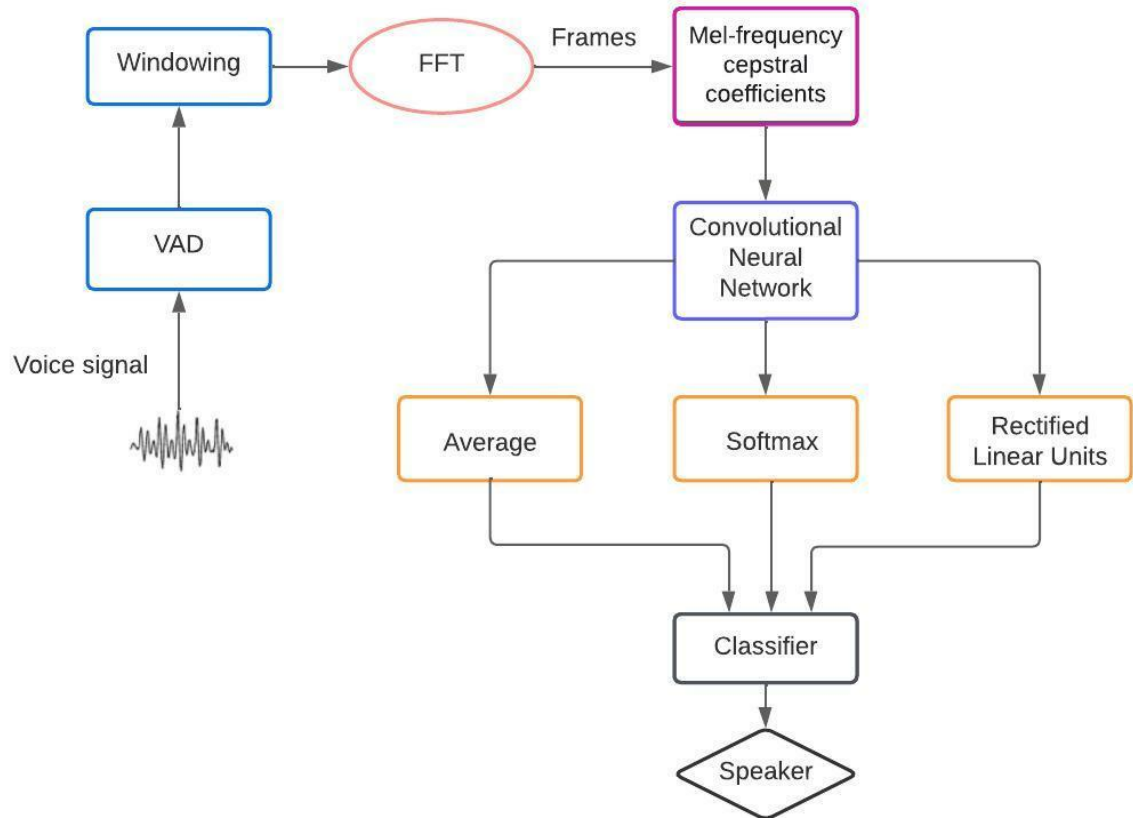 Windowing
FFT
Frames
Mel-frequency
cepstral
coefficients
VAD
Convolutional
Neural
Network
Voice signal
Average
Softmax
Rectified
Linear Units
Classifier
Speaker